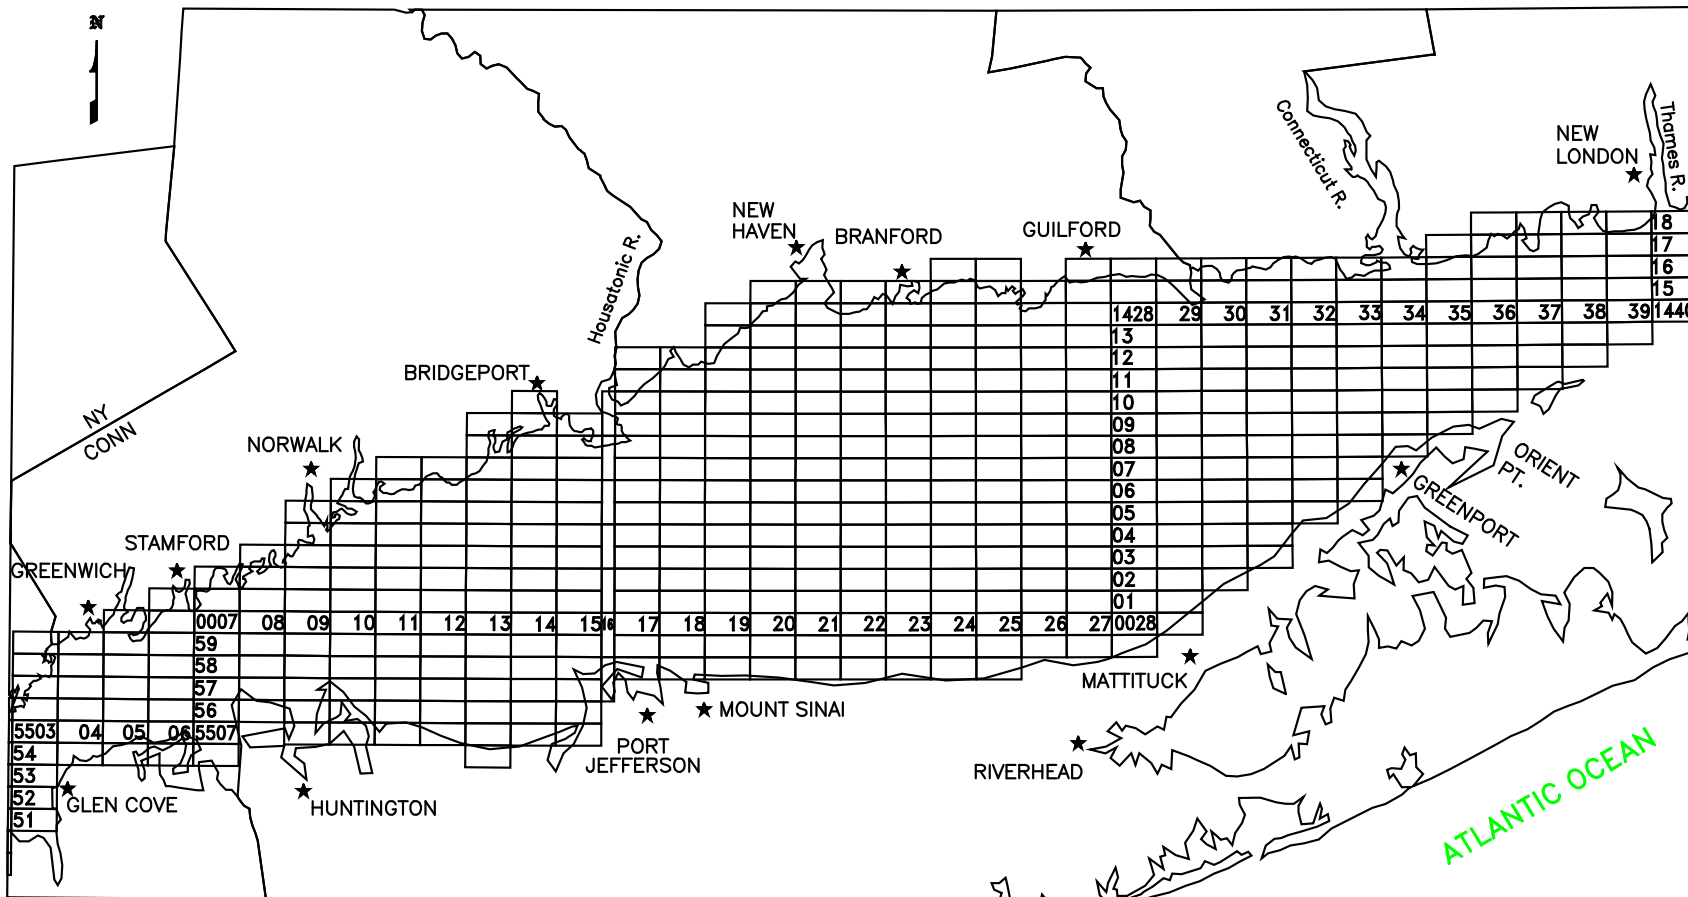 N
Connecticut R.
NEW
LONDON
Thames R.
NEW
HAVEN
BRANFORD
GUILFORD
Housatonic R.
18
17
16
15
1428 29 30 31 32 33 34 35 36 37 38 39 1440
13
12
11
10
09
08
07
06
05
04
03
02
01
BRIDGEPORT
NY
CONN
NORWALK
ORIENT
PT.
GREENPORT
STAMFORD
GREENWICH
0007 08 09 10 11 12 13 14 15 16 17 18 19 20 21 22 23 24 25 26 27 0028
59
58
57
56
5503 04 05 06 5507
54
53
52
51
MATTITUCK
MOUNT SINAI
PORT
JEFFERSON
RIVERHEAD
GLEN COVE
HUNTINGTON
ATLANTIC OCEAN